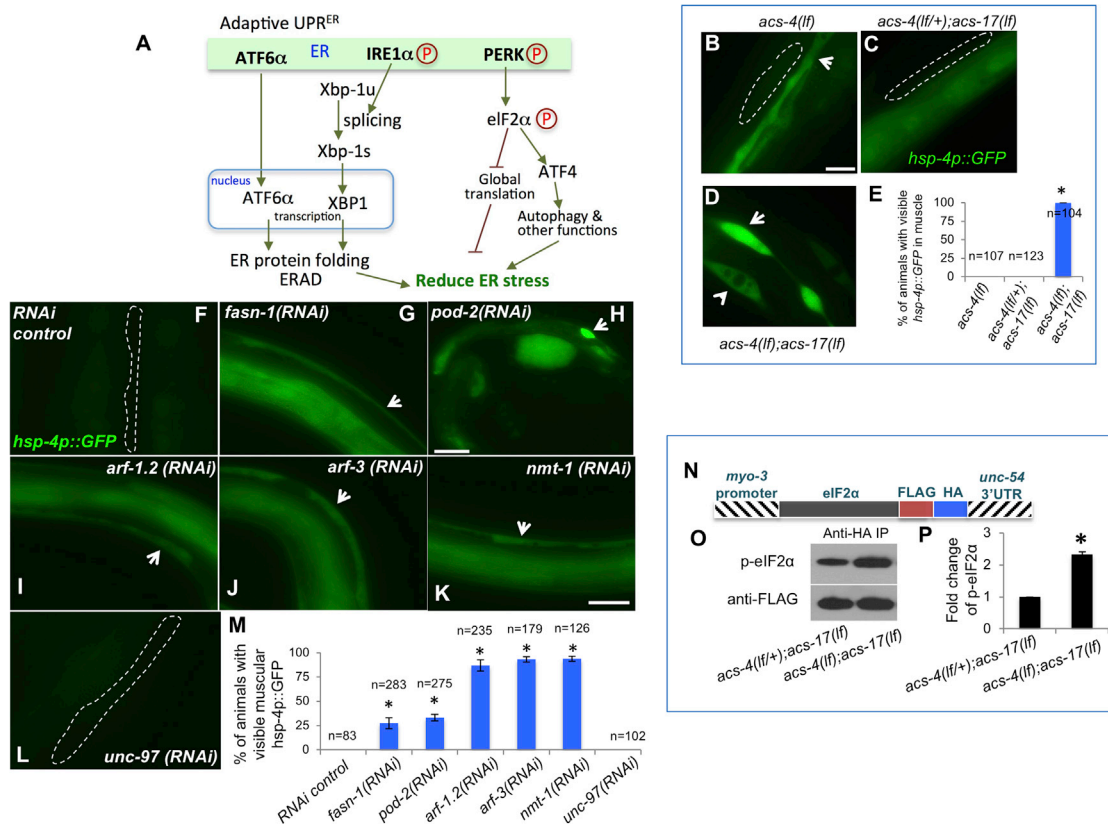 A
Adaptive UPR^ER
ATF6α ER IRE1α P PERK P
Xbp-1u
splicing
eIF2α P
Xbp-1s
Global
translation
ATF4
nucleus
ATF6α XBP1
transcription
Autophagy &
other functions
ER protein folding
ERAD
Reduce ER stress
acs-4(lf) acs-4(lf/+);acs-17(lf)
B C
hsp-4p::GFP
D
acs-4(lf);acs-17(lf)
E
% of animals with visible
hsp-4p::GFP in muscle
100
75
50
25
0
*
n=104
n=107 n=123
acs-4(lf)
acs-4(lf/+);
acs-17(lf)
acs-4(lf);
acs-17(lf)
RNAi
control
F
hsp-4p::GFP
fasn-1(RNAi) G
pod-2(RNAi) H
arf-1.2 (RNAi)
I
arf-3 (RNAi)
J
nmt-1 (RNAi)
K
L
unc-97 (RNAi)
M
% of animals with
visible muscular
hsp-4p::GFP
100
75
50
25
0
n=83
n=283
*
n=275
*
n=235
*
n=179
*
n=126
*
n=102
RNAi control
fasn-1(RNAi)
pod-2(RNAi)
arf-1.2(RNAi)
arf-3(RNAi)
nmt-1(RNAi)
unc-97(RNAi)
N
myo-3
promoter
eIF2α
FLAG HA
unc-54
3'UTR
O
Anti-HA IP
p-eIF2α
anti-FLAG
acs-4(lf/+);acs-17(lf)
acs-4(lf);acs-17(lf)
P
Fold change
of p-eIF2α
3
2
1
0
*
acs-4(lf/+);acs-17(lf)
acs-4(lf);acs-17(lf)